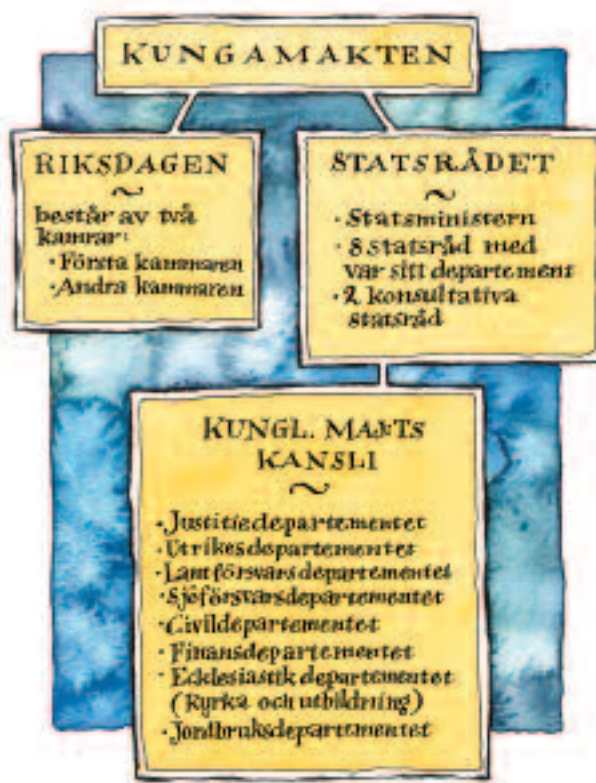 KUNGAMAKTEN
RIKSDAGEN
~
består av två
kamrar:
• Första kammaren
• Andra kammaren
STATSRÅDET
~
• Statsministern
• 8 statsråd med
var sitt departement
• 2 konsultativa
statsråd
KUNGL. MAJ:TS
KANSLI
~
• Justitiedepartementet
• Utrikesdepartementet
• Lantförsvarsdepartementet
• Sjöförsvarsdepartementet
• Civildepartementet
• Finansdepartementet
• Ecklesiastikdepartementet
(Kyrka och utbildning)
• Jordbruksdepartementet